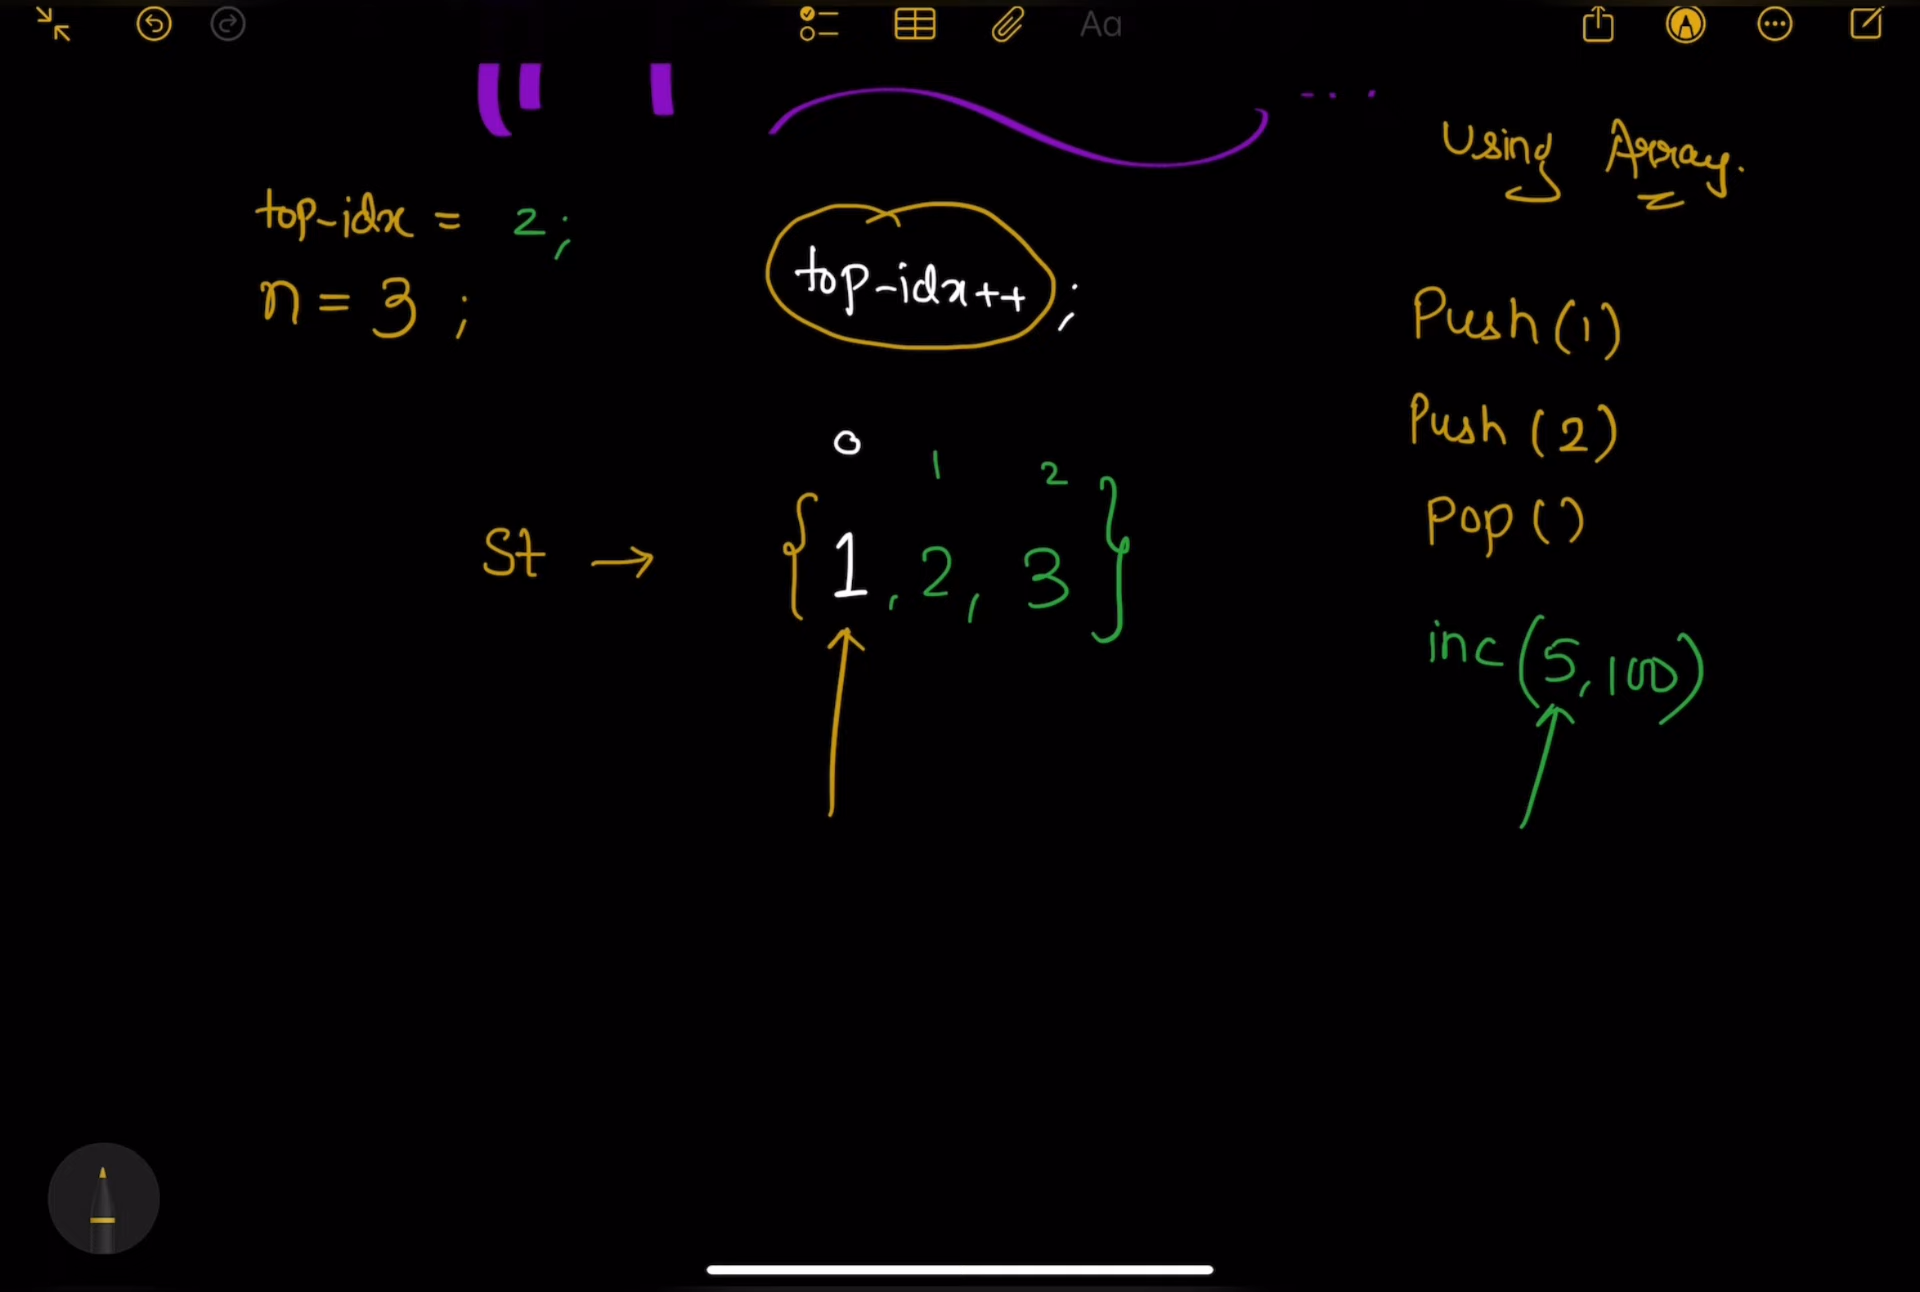 Aa
Using Array.
top-idx = 2;
n = 3 ;
top-idx++ ;
Push (1)
Push (2)
Pop ()
inc (5, 100)
0 1 2
St → { 1, 2, 3 }